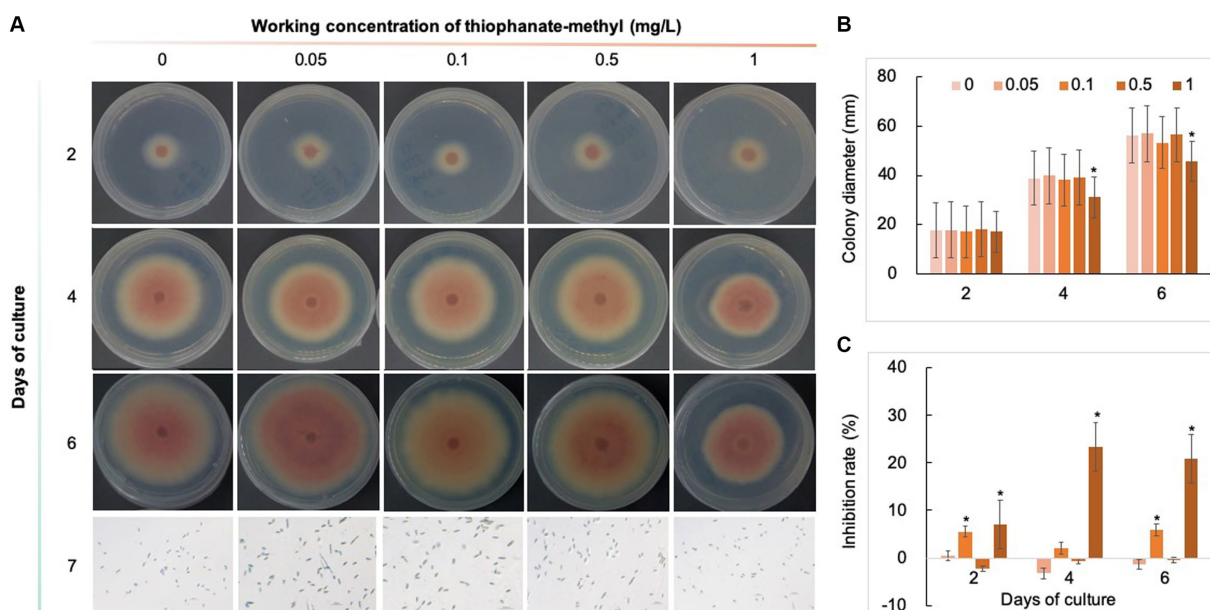 A
Working concentration of thiophanate-methyl (mg/L)
0 0.05 0.1 0.5 1
Days of culture
2
4
6
7
B
Colony diameter (mm)
80
60
40
20
0
0 0.05 0.1 0.5 1
*
*
2 4 6
C
Inhibition rate (%)
40
30
20
10
0
-10
* *
*
* *
2 4 6
Days of culture